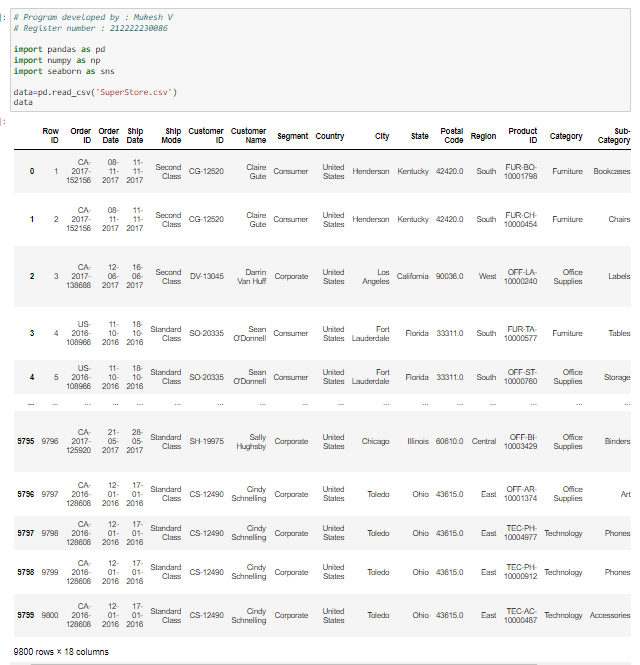 # Program developed by : Mukesh V
# Register number : 212222230086
import pandas as pd
import numpy as np
import seaborn as sns
data=pd.read_csv('SuperStore.csv')
data
Row ID Order ID Order Date Ship Date Ship Mode Customer ID Customer Name Segment Country City State Postal Code Region Product ID Category Sub-Category
0 1 CA-2017-152156 08-11-2017 11-11-2017 Second Class CG-12520 Claire Gute Consumer United States Henderson Kentucky 42420.0 South FUR-BO-10001798 Furniture Bookcases
1 2 CA-2017-152156 08-11-2017 11-11-2017 Second Class CG-12520 Claire Gute Consumer United States Henderson Kentucky 42420.0 South FUR-CH-10000454 Furniture Chairs
2 3 CA-2017-138688 12-06-2017 16-06-2017 Second Class DV-13045 Darrin Van Huff Corporate United States Los Angeles California 90036.0 West OFF-LA-10000240 Office Supplies Labels
3 4 US-2016-108966 11-10-2016 18-10-2016 Standard Class SO-20335 Sean O'Donnell Consumer United States Fort Lauderdale Florida 33311.0 South FUR-TA-10000577 Furniture Tables
4 5 US-2016-108966 11-10-2016 18-10-2016 Standard Class SO-20335 Sean O'Donnell Consumer United States Fort Lauderdale Florida 33311.0 South OFF-ST-10000760 Office Supplies Storage
... ... ... ... ... ... ... ... ... ... ... ... ... ... ... ... ...
9795 9796 CA-2017-125920 21-05-2017 28-05-2017 Standard Class SH-19975 Sally Hughsby Corporate United States Chicago Illinois 60610.0 Central OFF-BI-10003429 Office Supplies Binders
9796 9797 CA-2016-128608 12-01-2016 17-01-2016 Standard Class CS-12490 Cindy Schnelling Corporate United States Toledo Ohio 43615.0 East OFF-AR-10001374 Office Supplies Art
9797 9798 CA-2016-128608 12-01-2016 17-01-2016 Standard Class CS-12490 Cindy Schnelling Corporate United States Toledo Ohio 43615.0 East TEC-PH-10004977 Technology Phones
9798 9799 CA-2016-128608 12-01-2016 17-01-2016 Standard Class CS-12490 Cindy Schnelling Corporate United States Toledo Ohio 43615.0 East TEC-PH-10000912 Technology Phones
9799 9800 CA-2016-128608 12-01-2016 17-01-2016 Standard Class CS-12490 Cindy Schnelling Corporate United States Toledo Ohio 43615.0 East TEC-AC-10000487 Technology Accessories
9800 rows × 18 columns